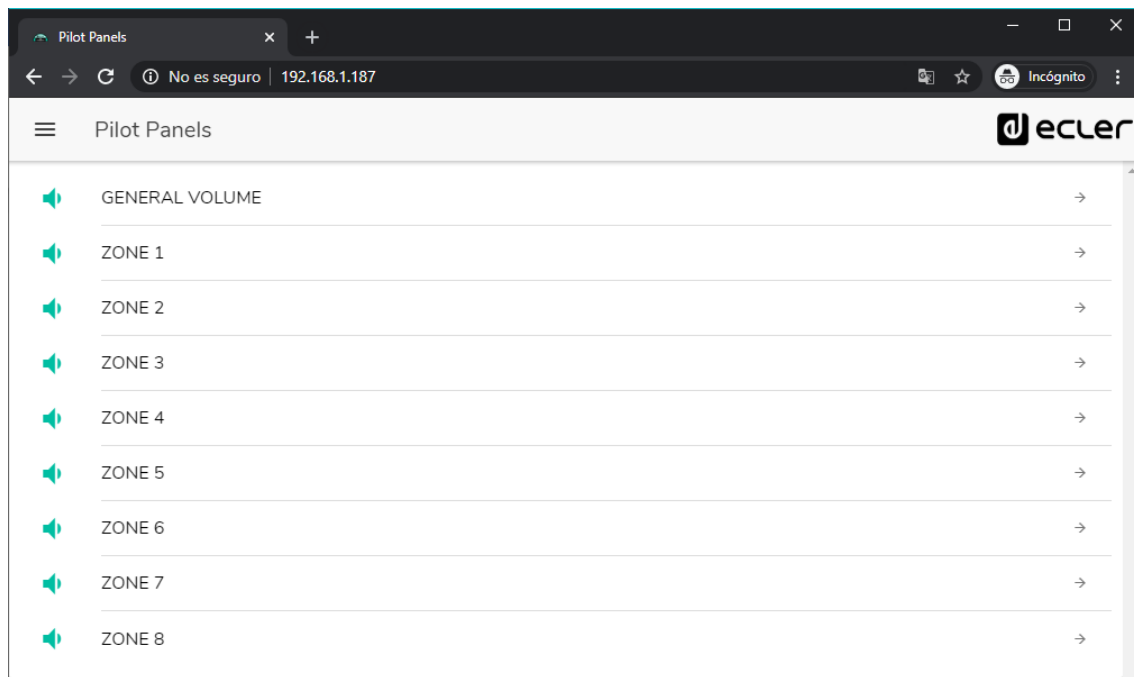 Pilot Panels
No es seguro | 192.168.1.187
Incógnito
Pilot Panels
ecler
GENERAL VOLUME
ZONE 1
ZONE 2
ZONE 3
ZONE 4
ZONE 5
ZONE 6
ZONE 7
ZONE 8